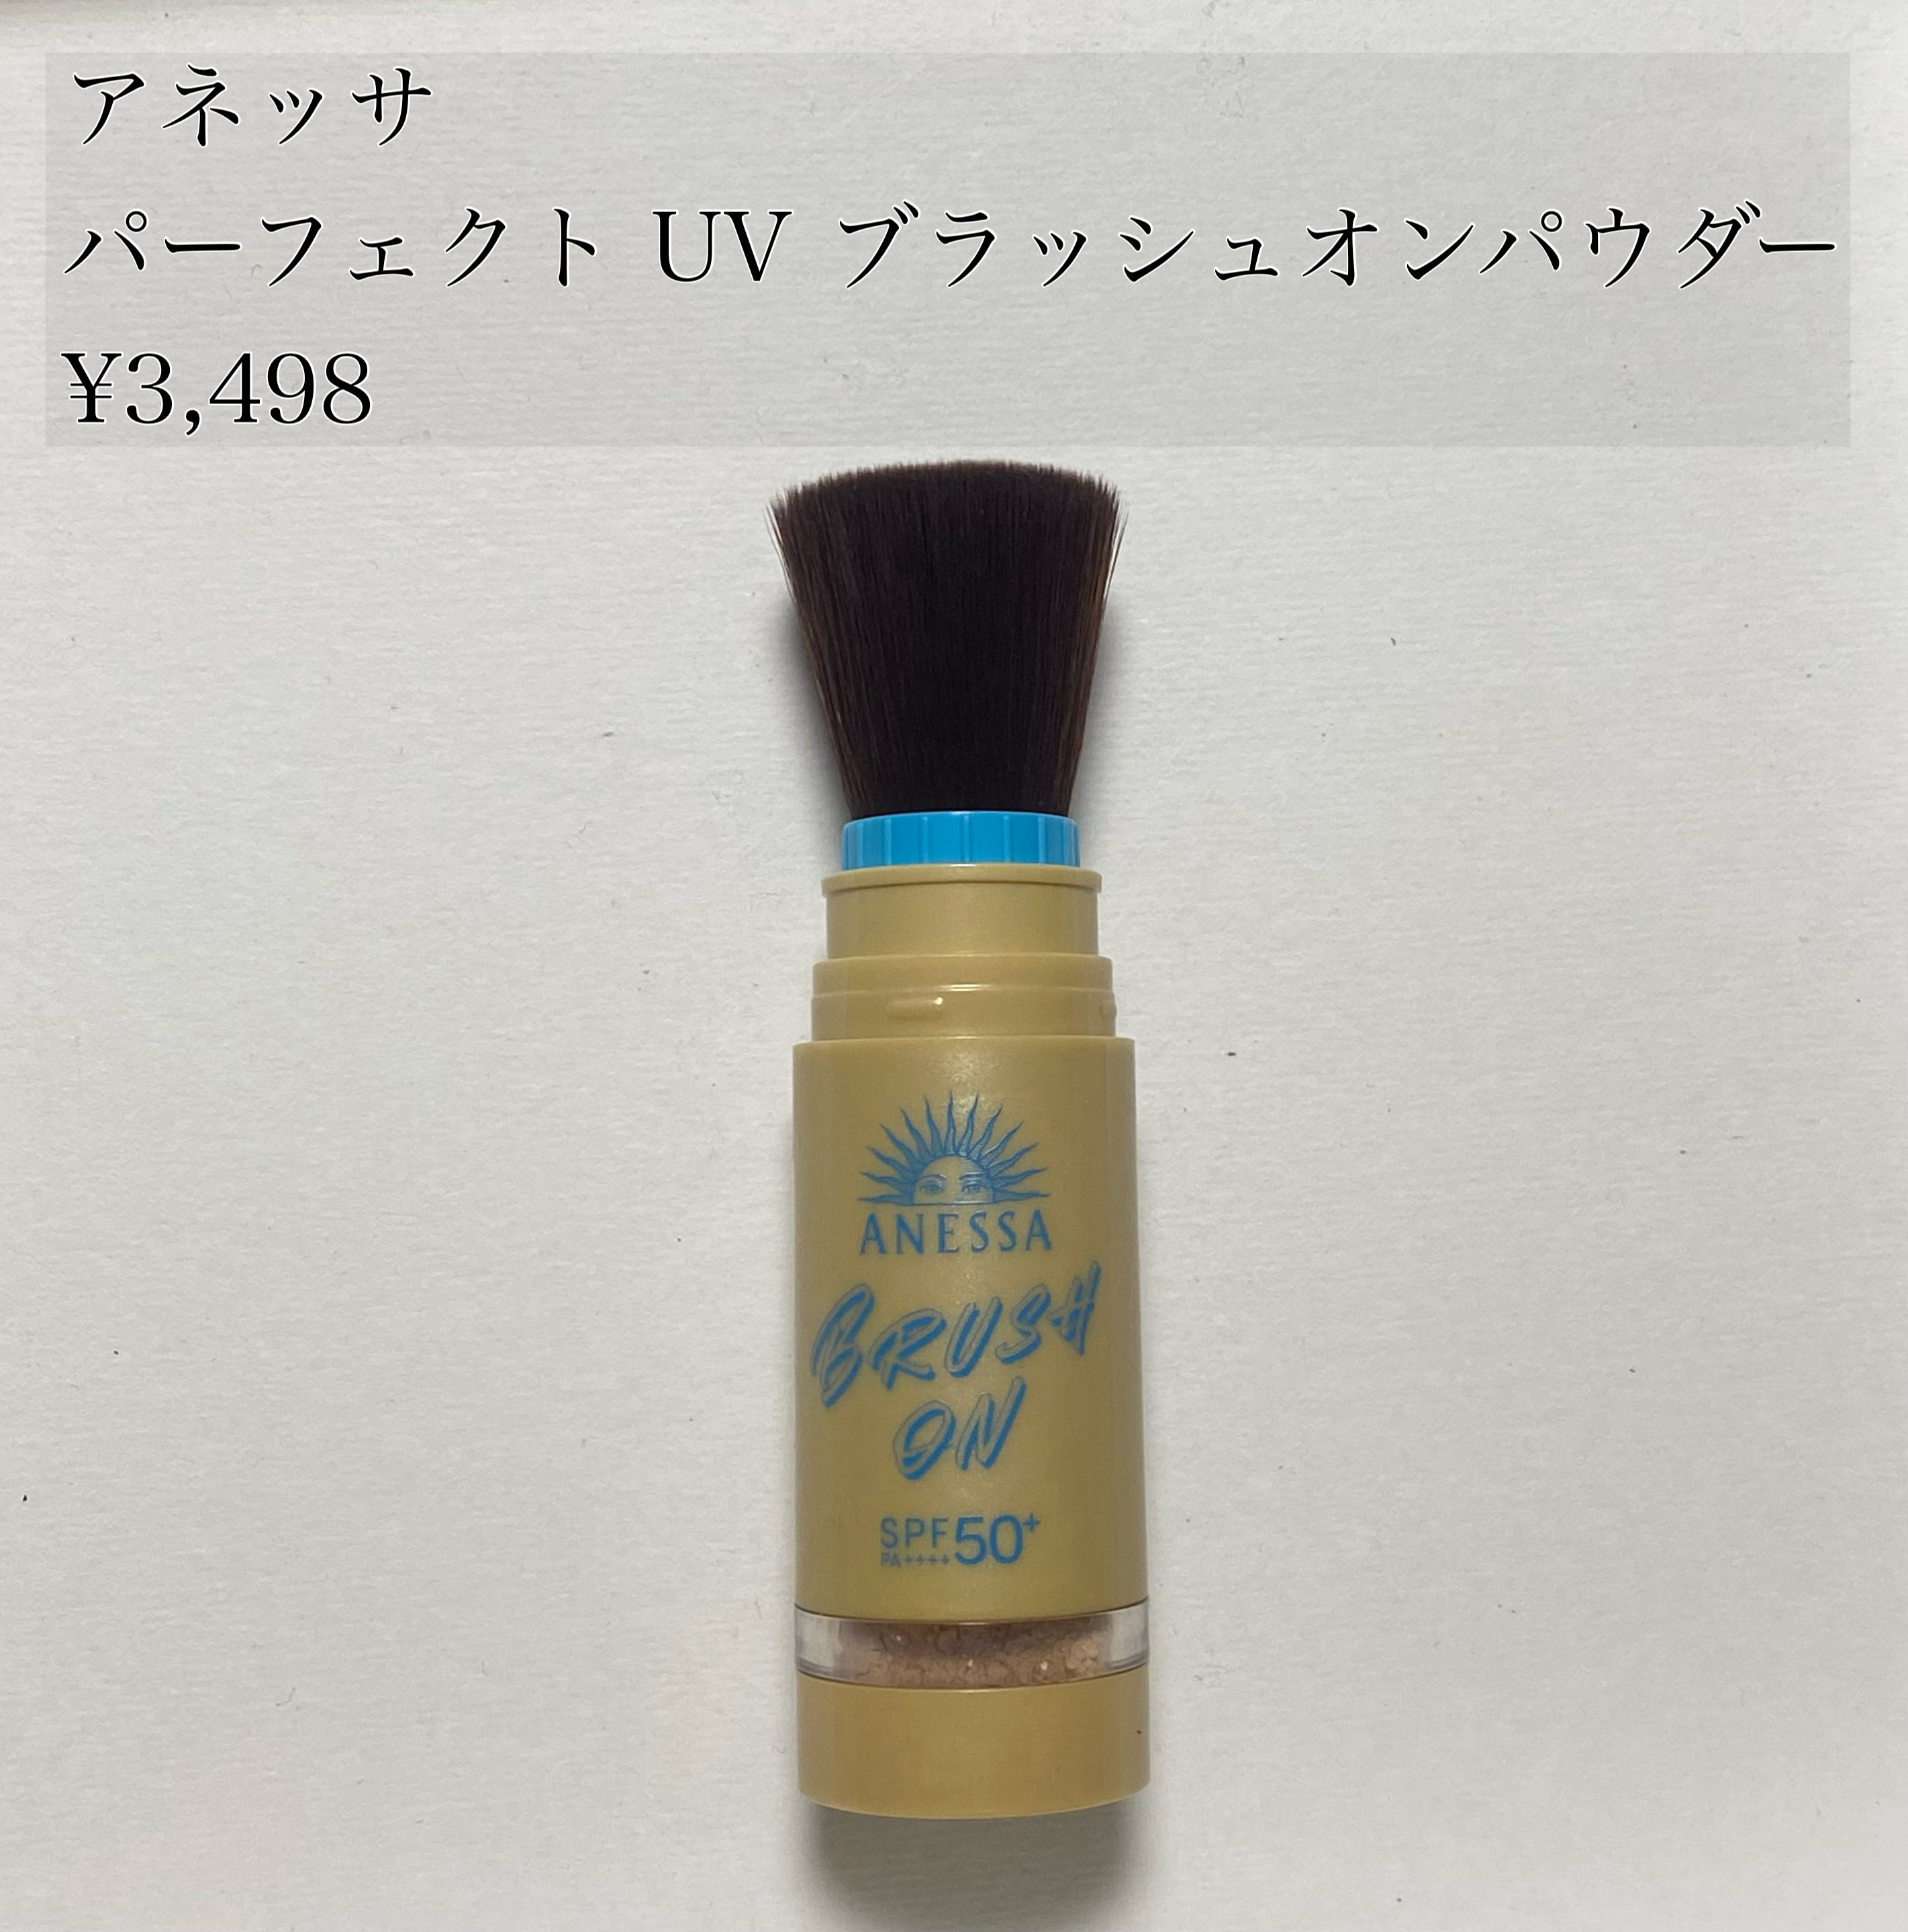 アネッサ
パーフェクト UV ブラッシュオンパウダー
¥3,498
ANESSA
BRUSH
ON
SPF50+
PA++++